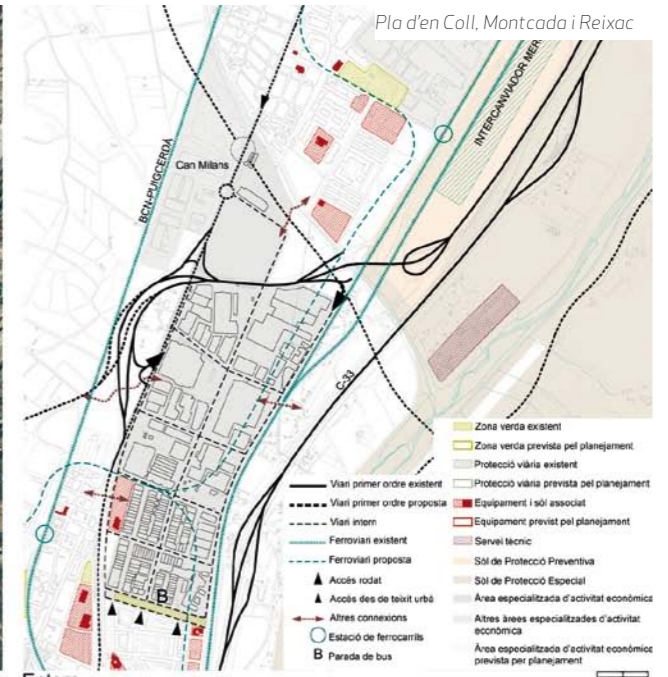 Pla d'en Coll, Montcada i Reixac
INTERCANVIADOR MER
BCN-PUIGCERDÀ
Can Milans
C-33
B
Viari primer ordre existent
Viari primer ordre proposta
Viari intern
Ferroviari existent
Ferroviari proposta
Accés rodat
Accés des de teixit urbà
Altres connexions
Estació de ferrocarrils
B Parada de bus
Zona verda existent
Zona verda prevista pel planejament
Protecció viària existent
Protecció viària prevista pel planejament
Equipament i sòl associat
Equipament previst pel planejament
Servei tècnic
Sòl de Protecció Preventiva
Sòl de Protecció Especial
Àrea especialitzada d'activitat econòmica
Altres àrees especialitzades d'activitat
econòmica
Àrea especialitzada d'activitat econòmica
prevista per planejament